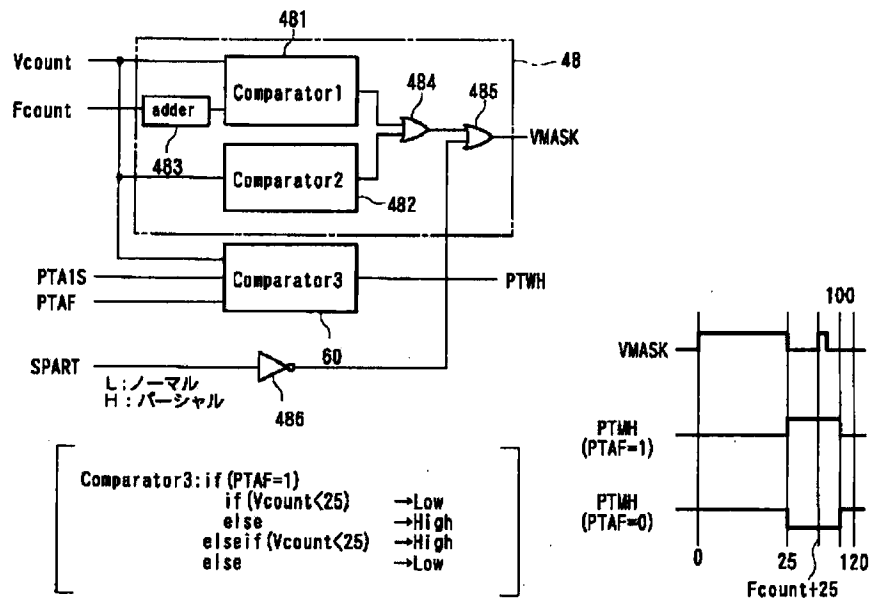 481
Vcount
48
Comparator1
484
485
Fcount
adder
VMASK
483
Comparator2
482
PTA1S
Comparator3
PTWH
PTAF
100
60
VMASK
SPART
L:ノーマル
H:パーシャル
486
PTMH
(PTAF=1)
Comparator3:if(PTAF=1)
if(Vcount<25) →Low
else →High
elseif(Vcount<25) →High
else →Low
PTMH
(PTAF=0)
0 25 120
Fcount+25